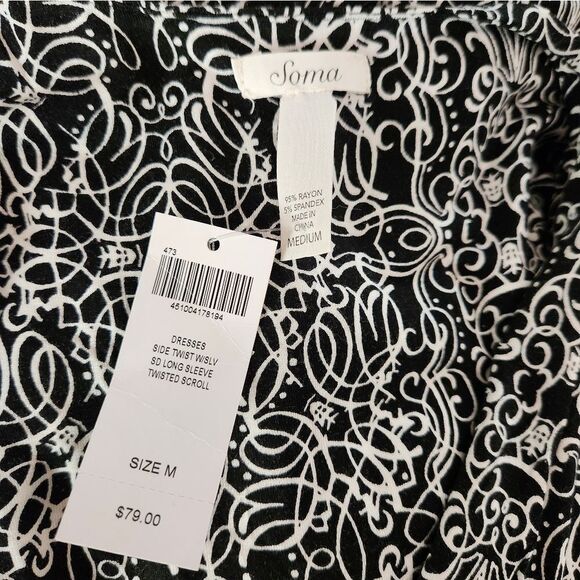 Soma
95% RAYON
5% SPANDEX
MADE IN
CHINA
MEDIUM
473
451004178194
DRESSES
SIDE TWIST W/SLV
SD LONG SLEEVE
TWISTED SCROLL
SIZE M
$79.00